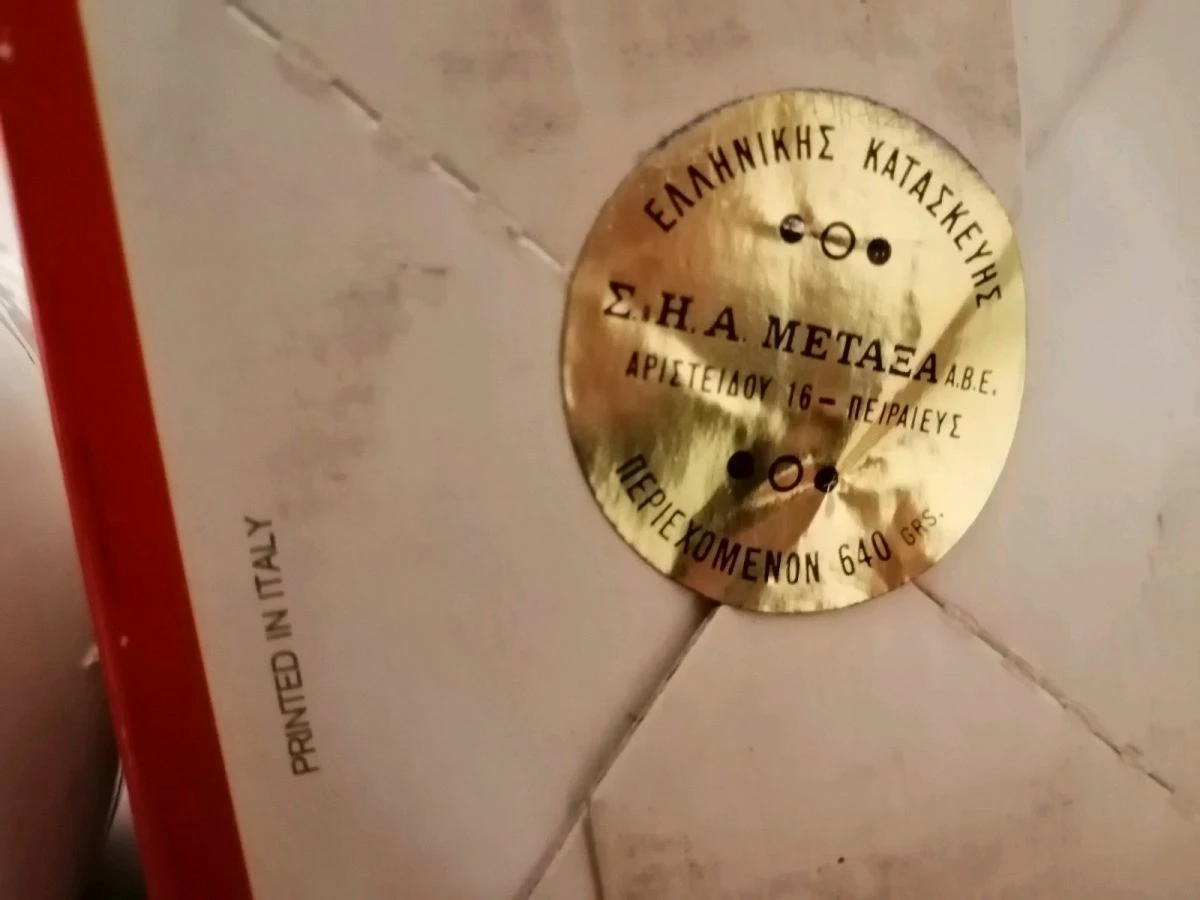 ΕΛΛΗΝΙΚΗΣ ΚΑΤΑΣΚΕΥΗΣ
Σ. Η. Α. ΜΕΤΑΞΑ Α.Β.Ε.
ΑΡΙΣΤΕΙΔΟΥ 16 – ΠΕΙΡΑΙΕΥΣ
ΠΕΡΙΕΧΟΜΕΝΟΝ 640 GRS.
PRINTED IN ITALY